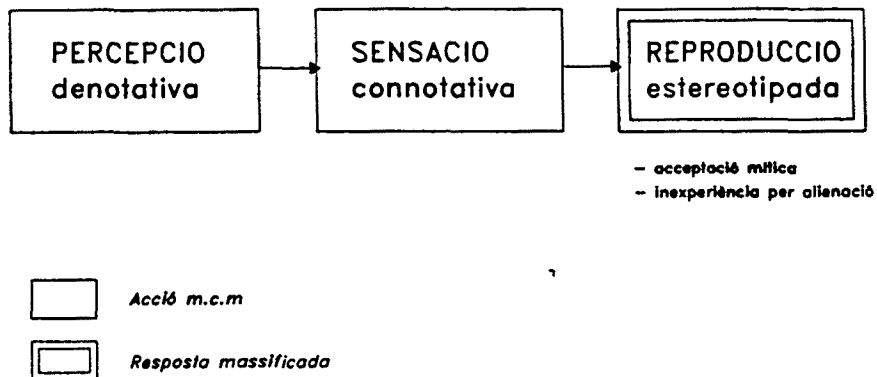 PERCEPCIO
denotativa
SENSACIO
connotativa
REPRODUCCIO
estereotipada
- acceptació mítica
- inexperiència per alienació
Acció m.c.m
Resposta massificada